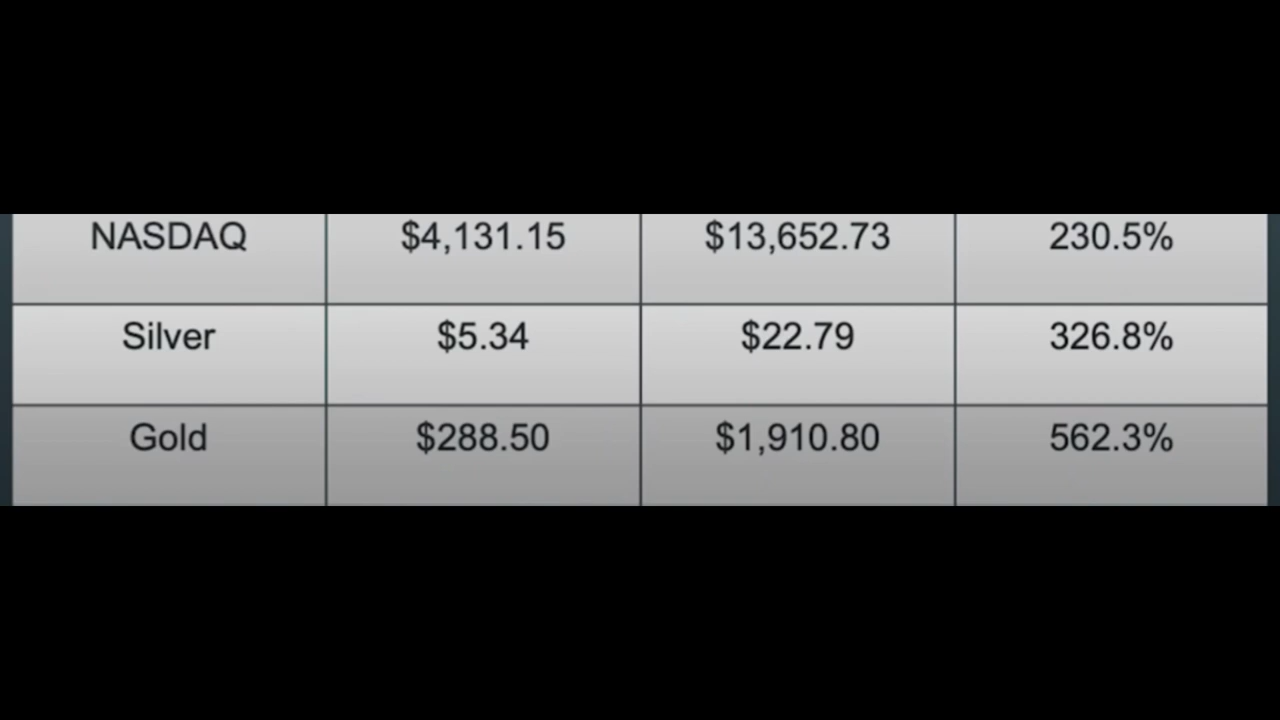 NASDAQ $4,131.15 $13,652.73 230.5%
Silver $5.34 $22.79 326.8%
Gold $288.50 $1,910.80 562.3%